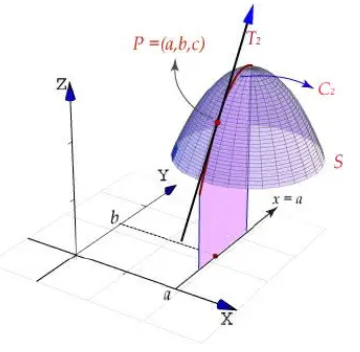 P = (a,b,c)
T₂
C₂
Z
S
Y
b
x = a
a
X